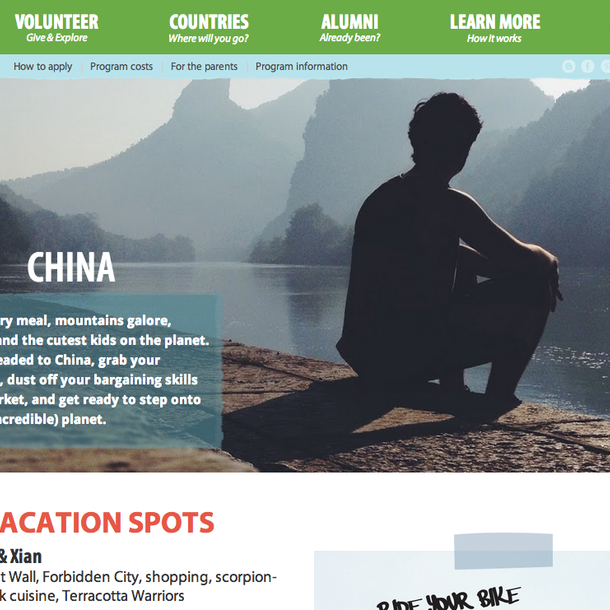 VOLUNTEER COUNTRIES ALUMNI LEARN MORE
Give & Explore Where will you go? Already been? How it works
How to apply Program costs For the parents Program information
CHINA
ry meal, mountains galore,
and the cutest kids on the planet.
eaded to China, grab your
, dust off your bargaining skills
rket, and get ready to step onto
ncredible) planet.
ACATION SPOTS
& Xian
t Wall, Forbidden City, shopping, scorpion-
k cuisine, Terracotta Warriors
RIDE YOUR BIKE